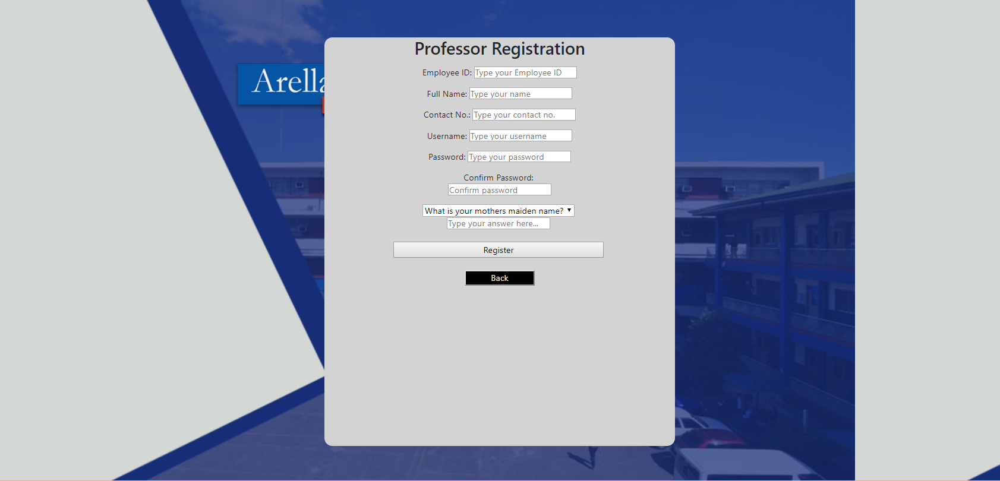 Professor Registration
Employee ID: Type your Employee ID
Full Name: Type your name
Contact No.: Type your contact no.
Username: Type your username
Password: Type your password
Confirm Password:
Confirm password
What is your mothers maiden name?
Type your answer here...
Register
Back
Arella